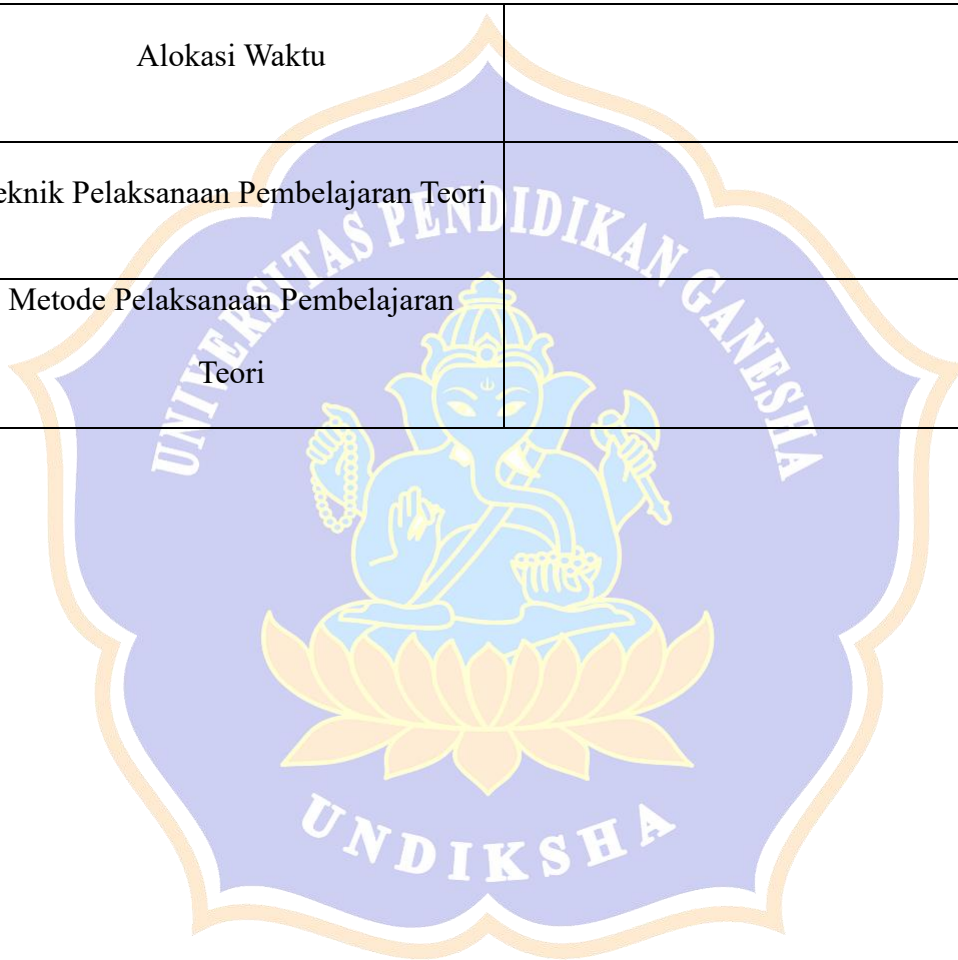 Alokasi Waktu
eknik Pelaksanaan Pembelajaran Teori
Metode Pelaksanaan Pembelajaran
Teori
UNIVERSITAS PENDIDIKAN GANESHA
UNDIKSHA